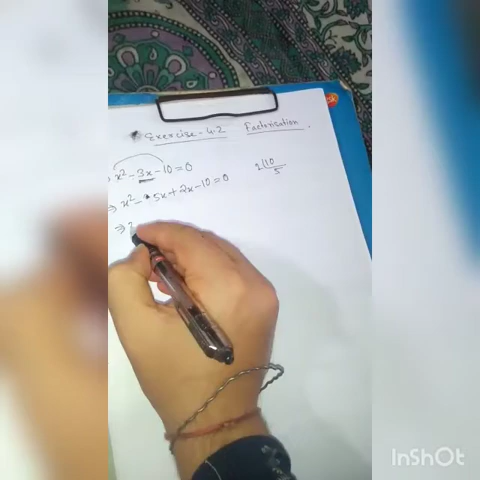 Exercise - 4.2 Factorisation.
x² - 3x - 10 = 0
2 | 10
5
⇒ x² - 5x + 2x - 10 = 0
⇒
InShOt